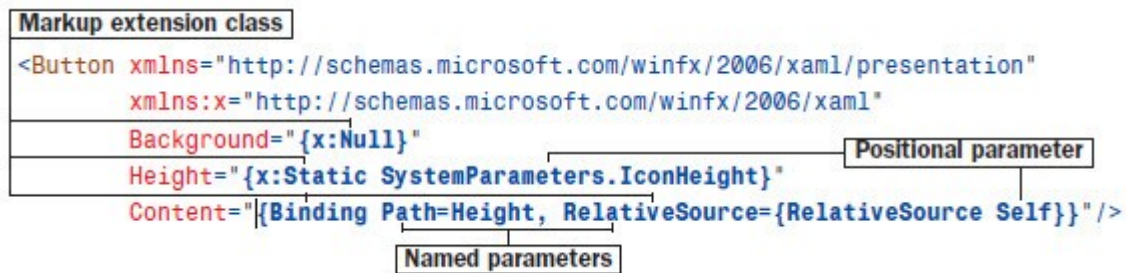 Markup extension class
<Button xmlns="http://schemas.microsoft.com/winfx/2006/xaml/presentation"
xmlns:x="http://schemas.microsoft.com/winfx/2006/xaml"
Background="{x:Null}"
Positional parameter
Height="{x:Static SystemParameters.IconHeight}"
Content="{Binding Path=Height, RelativeSource={RelativeSource Self}}"/>
Named parameters